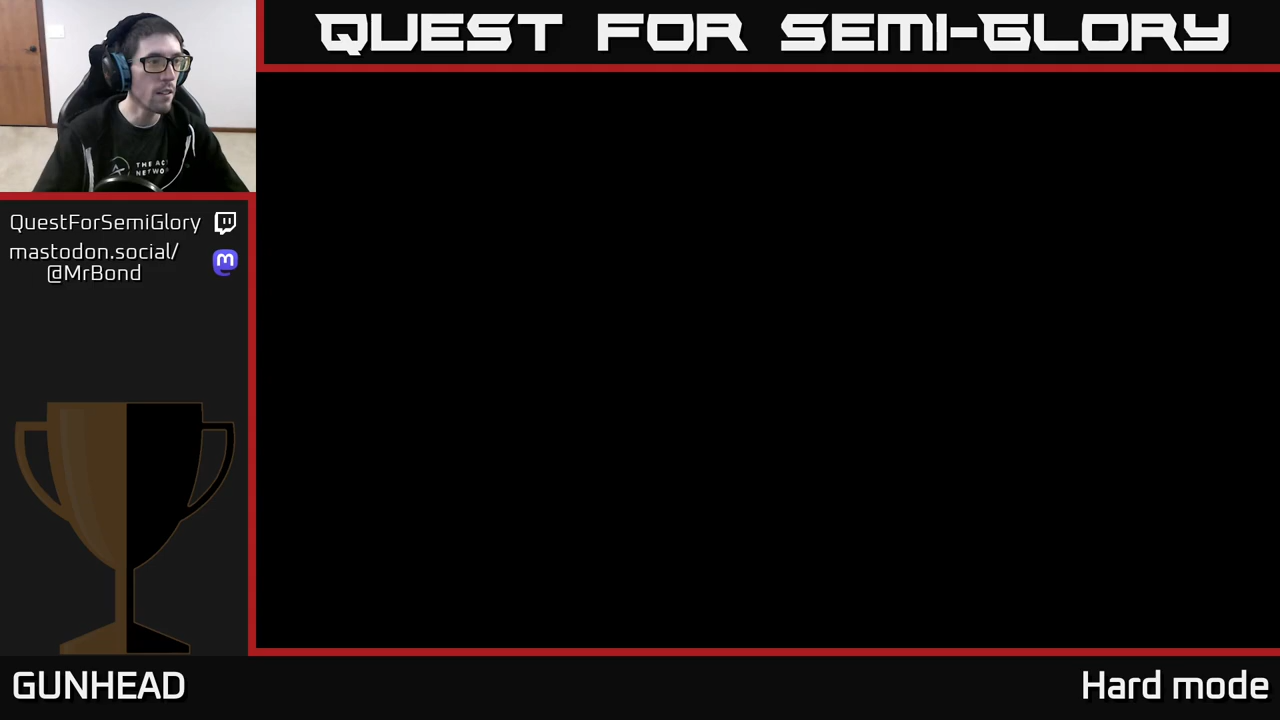 QUEST FOR SEMI-GLORY
QuestForSemiGlory
mastodon.social/
@MrBond
GUNHEAD
Hard mode